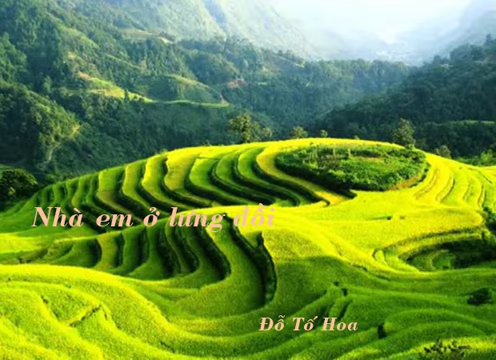 Nhà em ở lưng đồi
Đỗ Tố Hoa